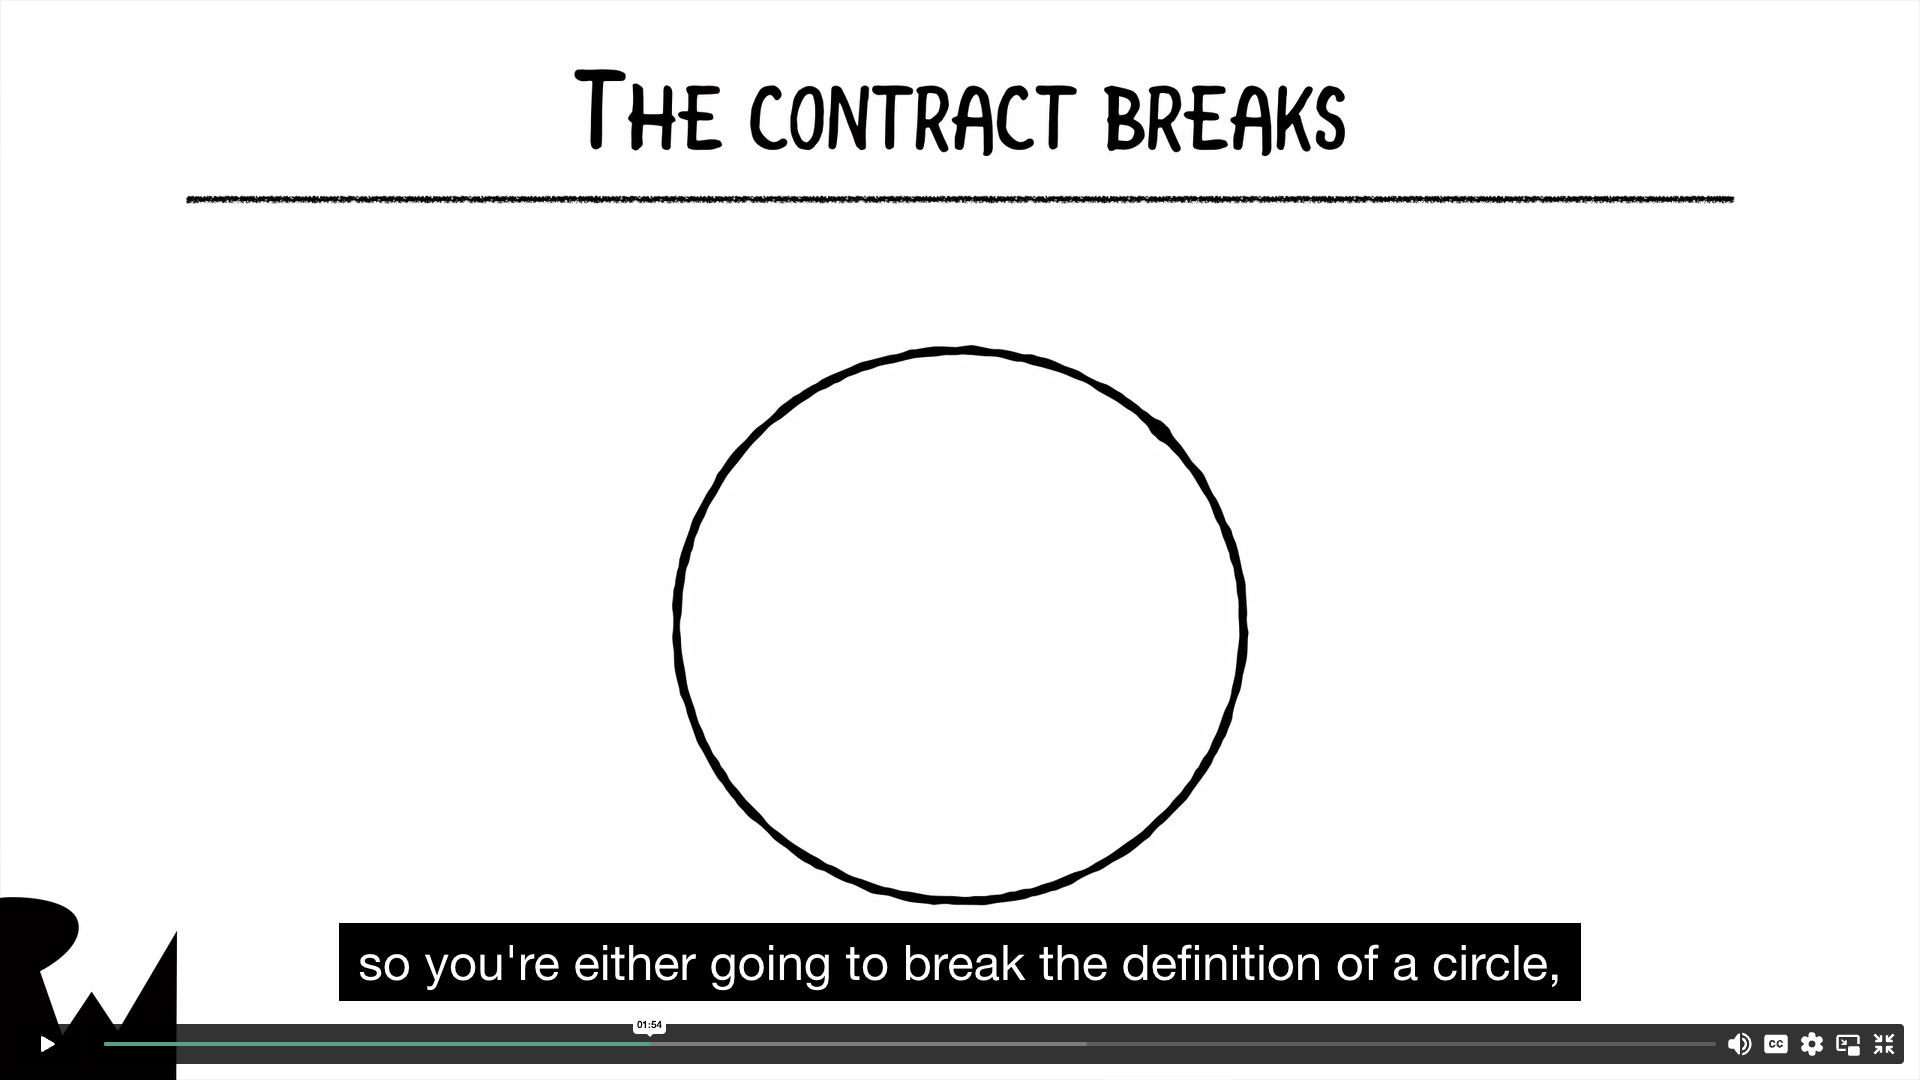 THE CONTRACT BREAKS
so you're either going to break the definition of a circle,
01:54
CC